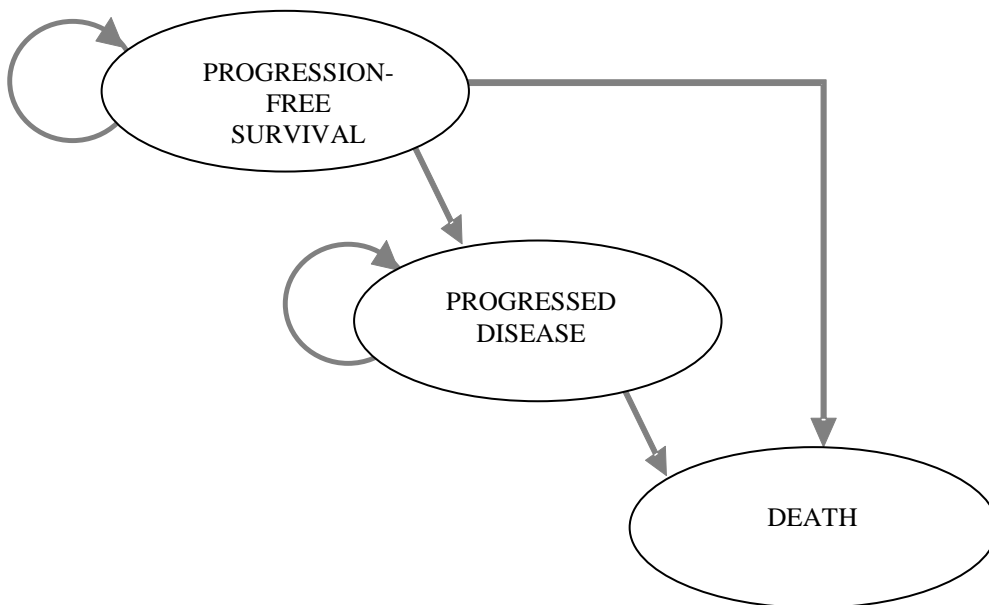 PROGRESSION-
FREE
SURVIVAL
PROGRESSED
DISEASE
DEATH